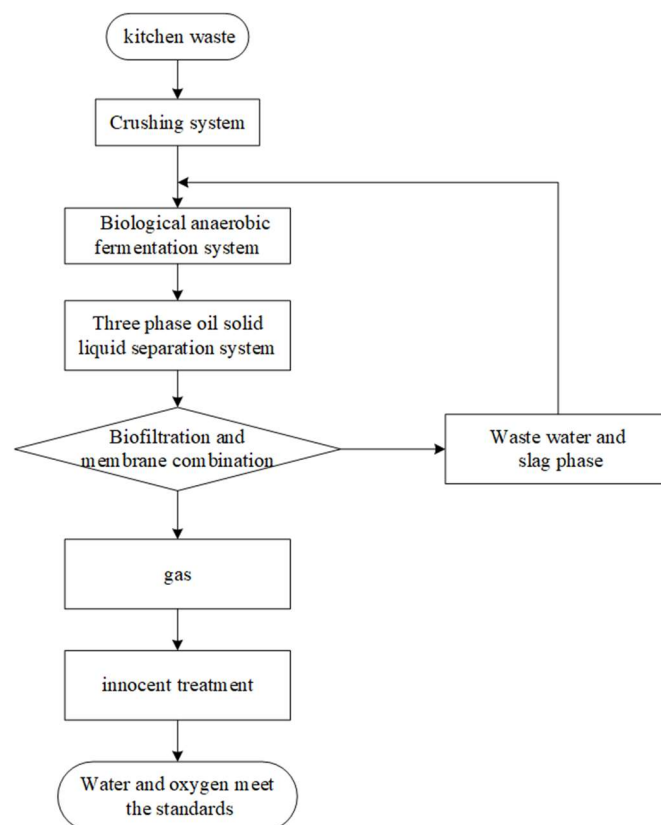 kitchen waste
Crushing system
Biological anaerobic
fermentation system
Three phase oil solid
liquid separation system
Biofiltration and
membrane combination
Waste water and
slag phase
gas
innocent treatment
Water and oxygen meet
the standards